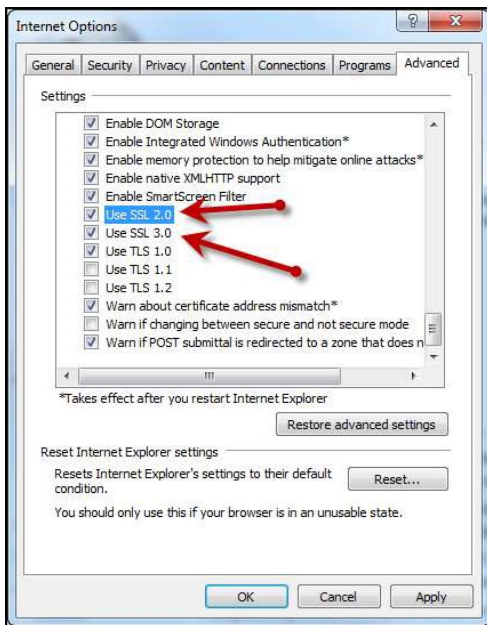 Internet Options
General Security Privacy Content Connections Programs Advanced
Settings
Enable DOM Storage
Enable Integrated Windows Authentication*
Enable memory protection to help mitigate online attacks*
Enable native XMLHTTP support
Enable SmartScreen Filter
Use SSL 2.0
Use SSL 3.0
Use TLS 1.0
Use TLS 1.1
Use TLS 1.2
Warn about certificate address mismatch*
Warn if changing between secure and not secure mode
Warn if POST submittal is redirected to a zone that does n
*Takes effect after you restart Internet Explorer
Restore advanced settings
Reset Internet Explorer settings
Resets Internet Explorer's settings to their default
condition.
Reset...
You should only use this if your browser is in an unusable state.
OK Cancel Apply